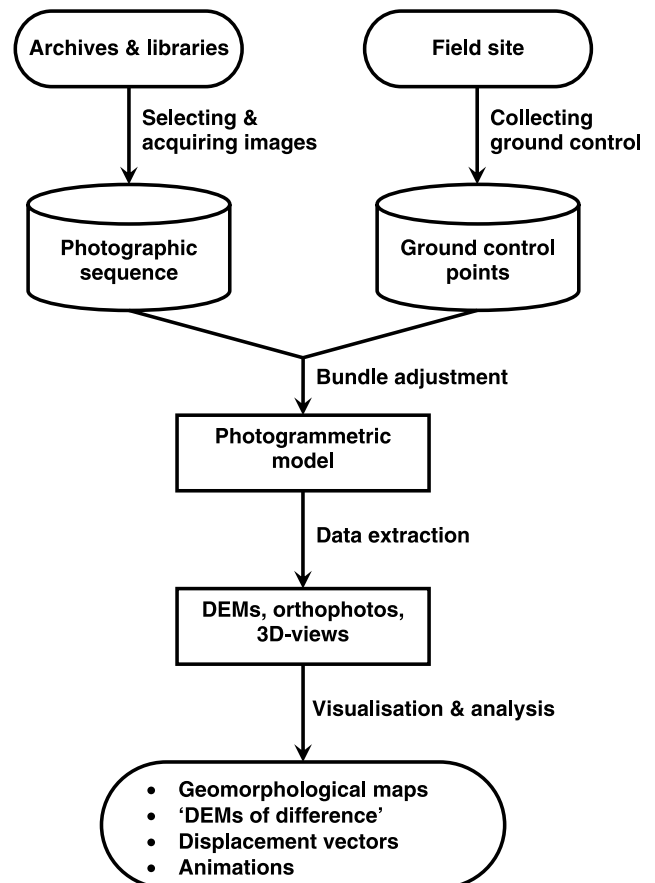 Archives & libraries
Field site
Selecting &
acquiring images
Collecting
ground control
Photographic
sequence
Ground control
points
Bundle adjustment
Photogrammetric
model
Data extraction
DEMs, orthophotos,
3D-views
Visualisation & analysis
• Geomorphological maps
• ‘DEMs of difference’
• Displacement vectors
• Animations